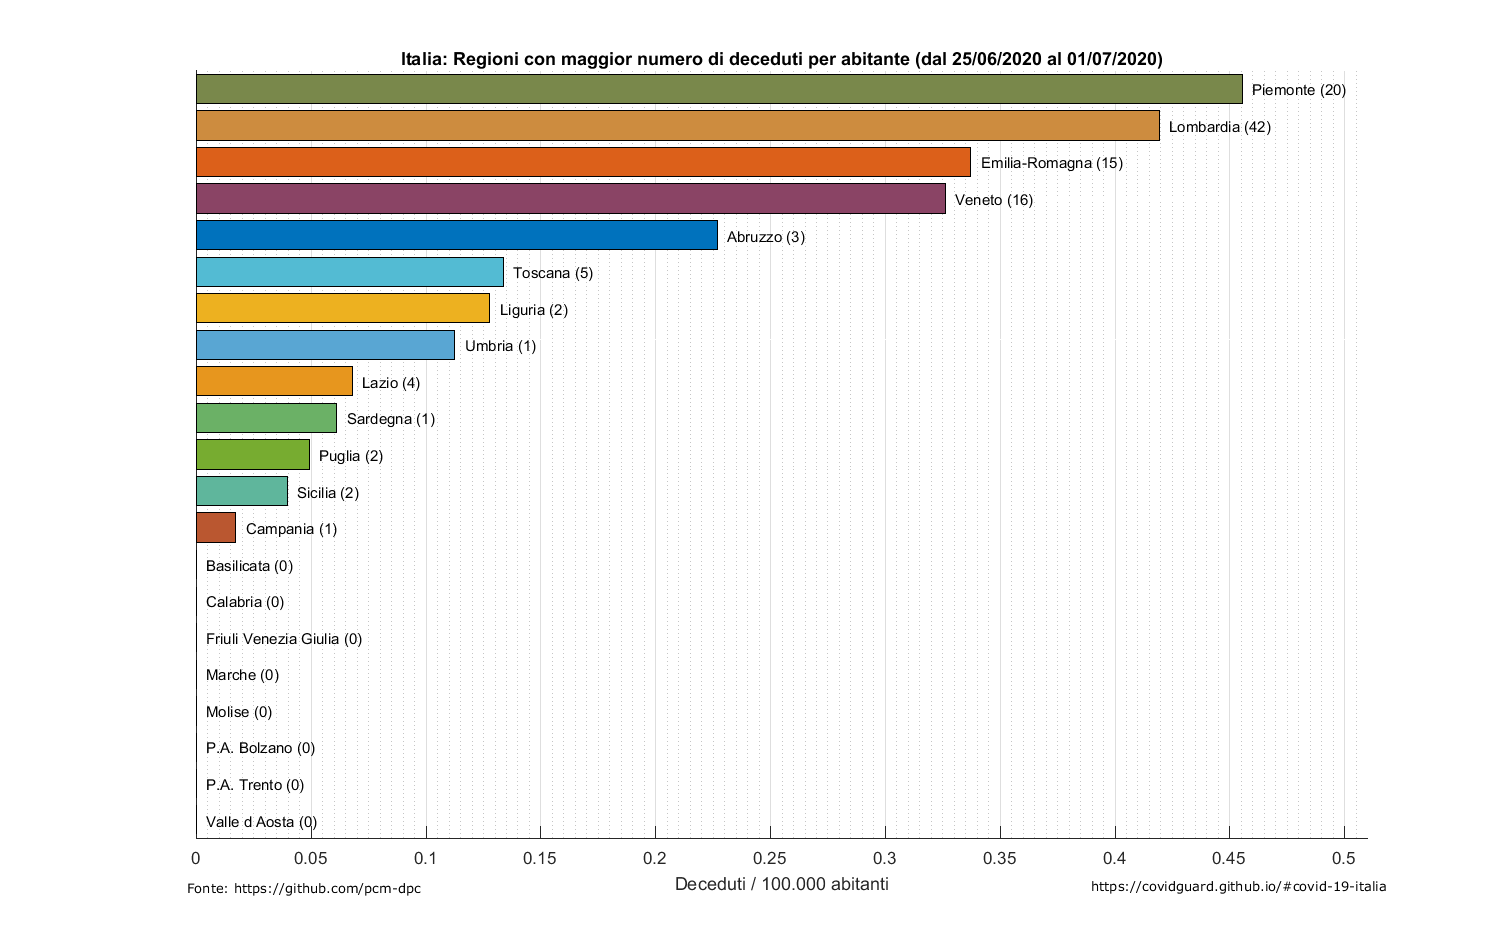 Italia: Regioni con maggior numero di deceduti per abitante (dal 25/06/2020 al 01/07/2020)
Piemonte (20)
Lombardia (42)
Emilia-Romagna (15)
Veneto (16)
Abruzzo (3)
Toscana (5)
Liguria (2)
Umbria (1)
Lazio (4)
Sardegna (1)
Puglia (2)
Sicilia (2)
Campania (1)
Basilicata (0)
Calabria (0)
Friuli Venezia Giulia (0)
Marche (0)
Molise (0)
P.A. Bolzano (0)
P.A. Trento (0)
Valle d Aosta (0)
0 0.05 0.1 0.15 0.2 0.25 0.3 0.35 0.4 0.45 0.5
Deceduti / 100.000 abitanti
Fonte: https://github.com/pcm-dpc
https://covidguard.github.io/#covid-19-italia